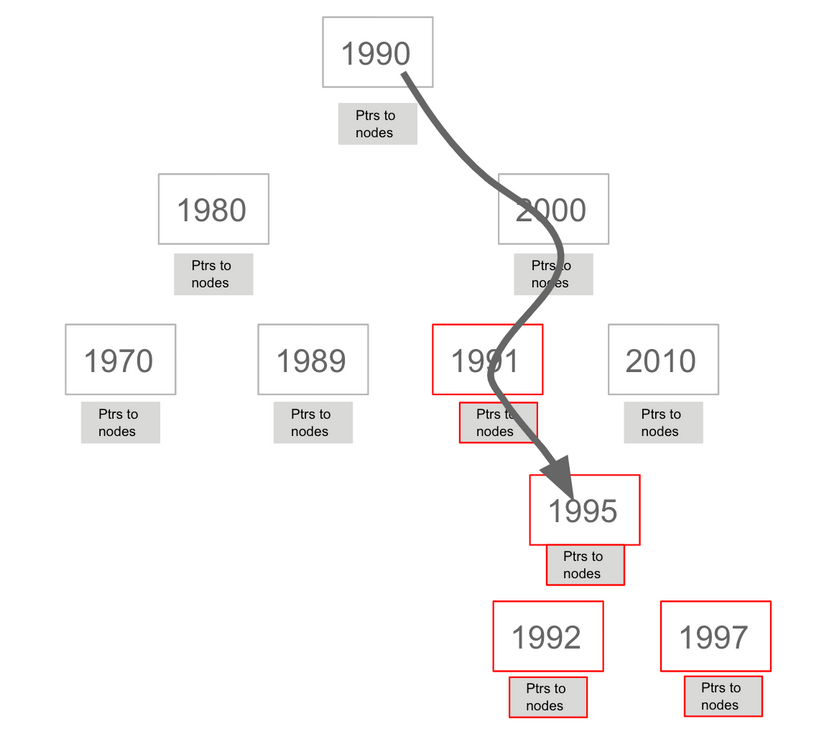 1990
Ptrs to
nodes
1980
2000
Ptrs to
nodes
Ptrs to
nodes
1970
1989
1991
2010
Ptrs to
nodes
Ptrs to
nodes
Ptrs to
nodes
Ptrs to
nodes
1995
Ptrs to
nodes
1992
1997
Ptrs to
nodes
Ptrs to
nodes